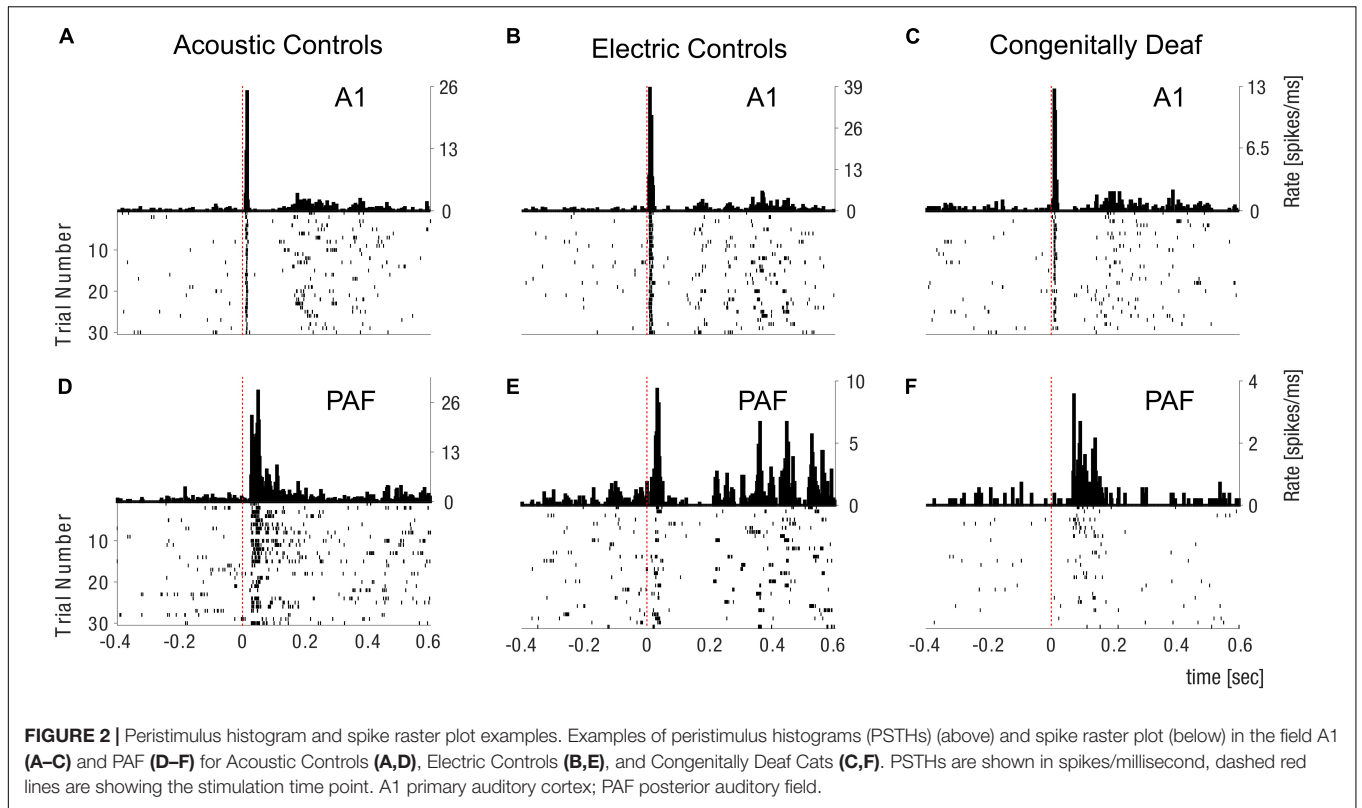 A Acoustic Controls
B Electric Controls
C Congenitally Deaf
A1
26
13
0
Trial Number
10
20
30
A1
39
26
13
0
A1
13
6.5
0
Rate [spikes/ms]
D
PAF
26
13
0
Trial Number
10
20
30
-0.4 -0.2 0 0.2 0.4 0.6
E
PAF
10
5
0
-0.4 -0.2 0 0.2 0.4 0.6
F
PAF
4
2
0
Rate [spikes/ms]
-0.4 -0.2 0 0.2 0.4 0.6
time [sec]
FIGURE 2 | Peristimulus histogram and spike raster plot examples. Examples of peristimulus histograms (PSTHs) (above) and spike raster plot (below) in the field A1
(A–C) and PAF (D–F) for Acoustic Controls (A,D), Electric Controls (B,E), and Congenitally Deaf Cats (C,F). PSTHs are shown in spikes/millisecond, dashed red
lines are showing the stimulation time point. A1 primary auditory cortex; PAF posterior auditory field.